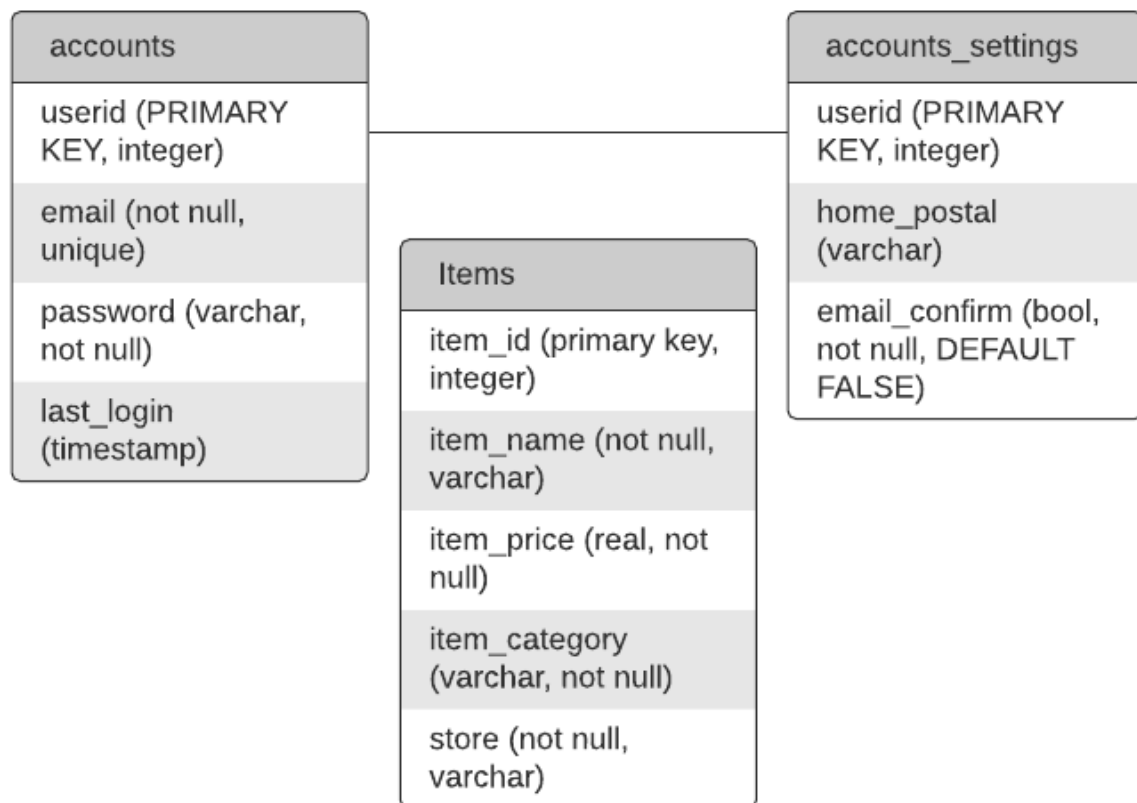 accounts
userid (PRIMARY
KEY, integer)
email (not null,
unique)
password (varchar,
not null)
last_login
(timestamp)
Items
item_id (primary key,
integer)
item_name (not null,
varchar)
item_price (real, not
null)
item_category
(varchar, not null)
store (not null,
varchar)
accounts_settings
userid (PRIMARY
KEY, integer)
home_postal
(varchar)
email_confirm (bool,
not null, DEFAULT
FALSE)